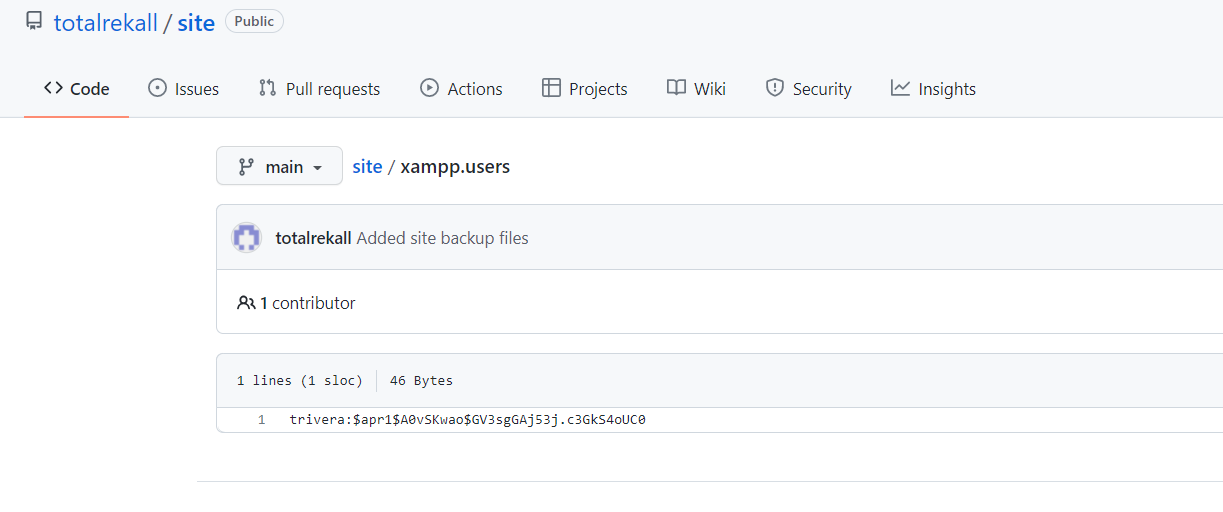 totalrekall / site Public
Code Issues Pull requests Actions Projects Wiki Security Insights
main site / xampp.users
totalrekall Added site backup files
1 contributor
1 lines (1 sloc) 46 Bytes
1 trivera:$apr1$A0vSKwao$GV3sgGAj53j.c3GkS4oUC0